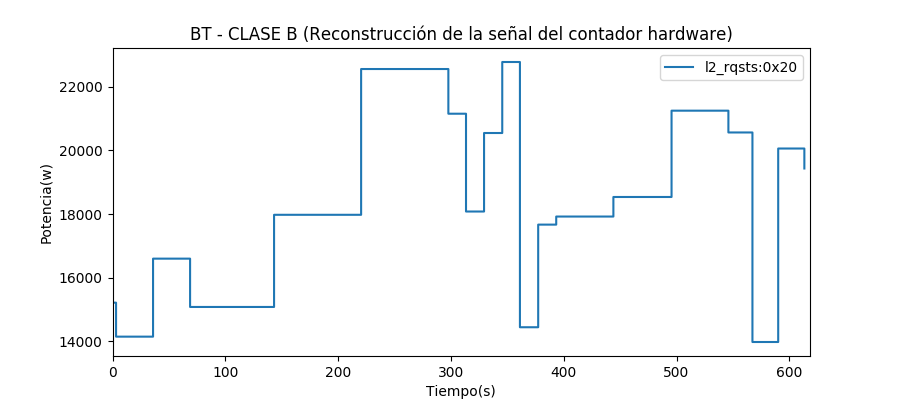 BT - CLASE B (Reconstrucción de la señal del contador hardware)
l2_rqsts:0x20
Potencia(w)
22000
20000
18000
16000
14000
0 100 200 300 400 500 600
Tiempo(s)